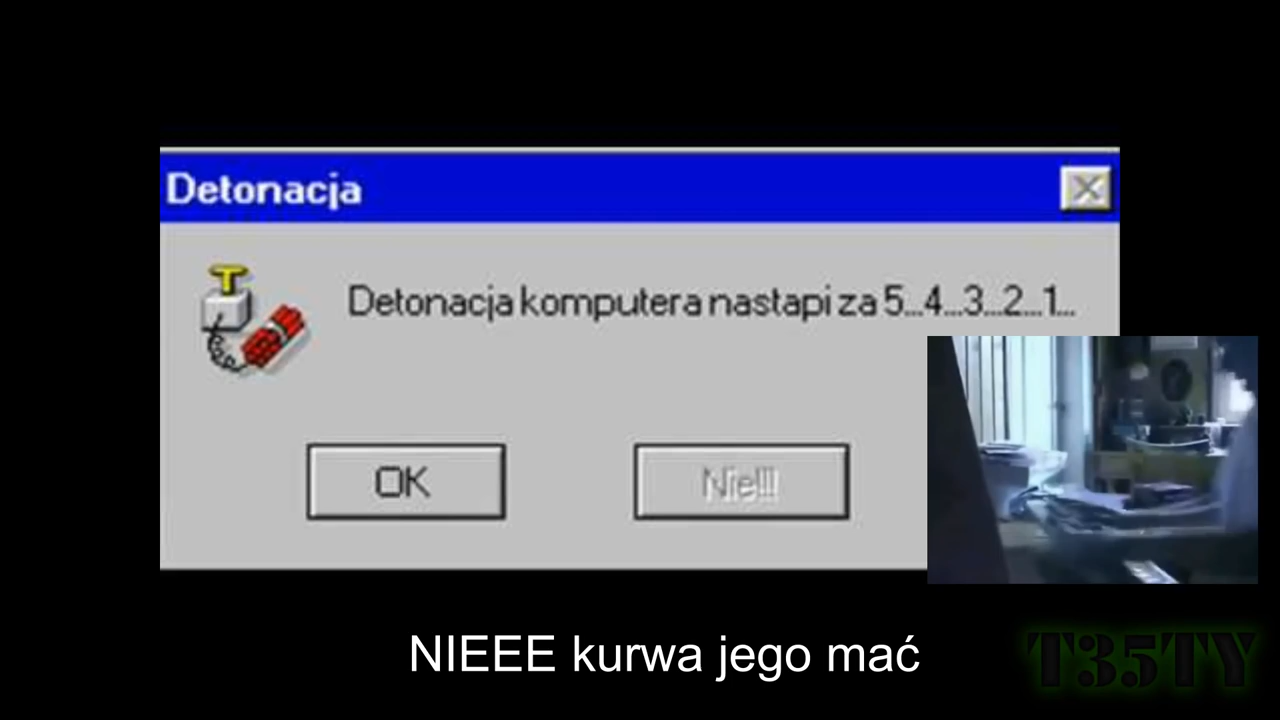 Detonacja
Detonacja komputera nastapi za 5...4...3...2...1...
OK
Nie!!!
NIEEE kurwa jego mać
T35TY